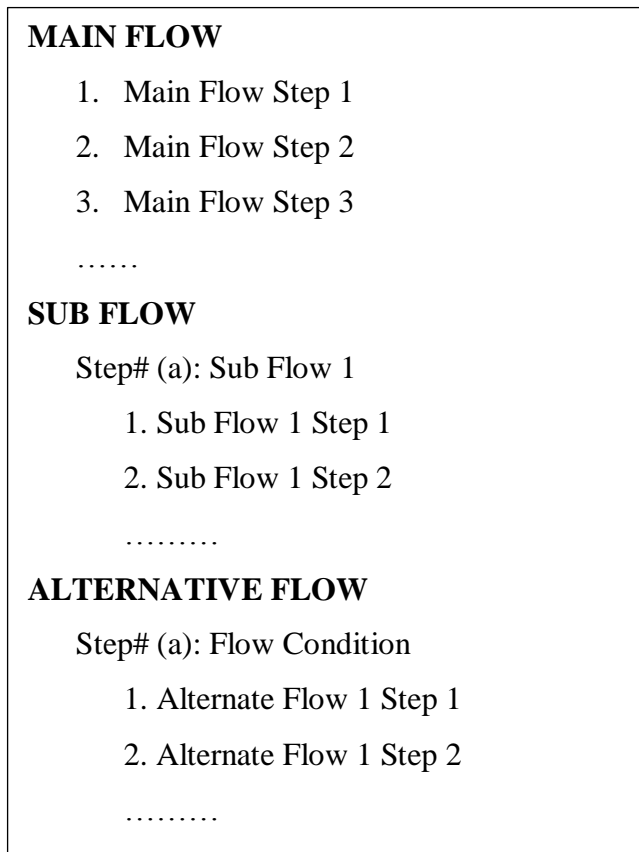 MAIN FLOW
1. Main Flow Step 1
2. Main Flow Step 2
3. Main Flow Step 3
……
SUB FLOW
Step# (a): Sub Flow 1
1. Sub Flow 1 Step 1
2. Sub Flow 1 Step 2
………
ALTERNATIVE FLOW
Step# (a): Flow Condition
1. Alternate Flow 1 Step 1
2. Alternate Flow 1 Step 2
………